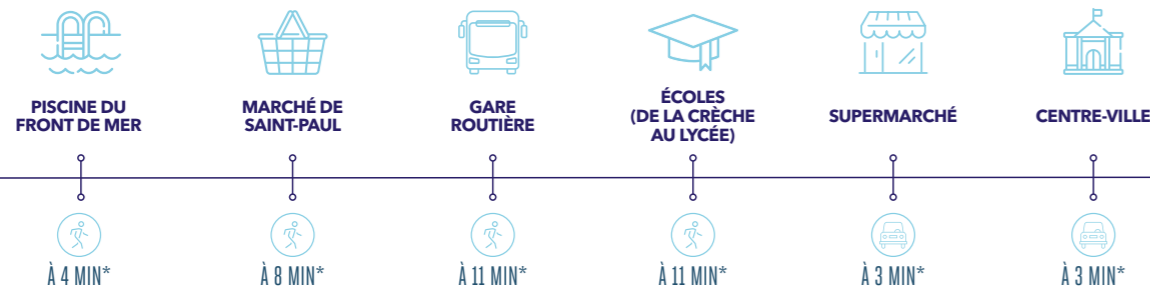 PISCINE DU
FRONT DE MER
MARCHÉ DE
SAINT-PAUL
GARE
ROUTIÈRE
ÉCOLES
(DE LA CRÈCHE
AU LYCÉE)
SUPERMARCHÉ
CENTRE-VILLE
À 4 MIN*
À 8 MIN*
À 11 MIN*
À 11 MIN*
À 3 MIN*
À 3 MIN*